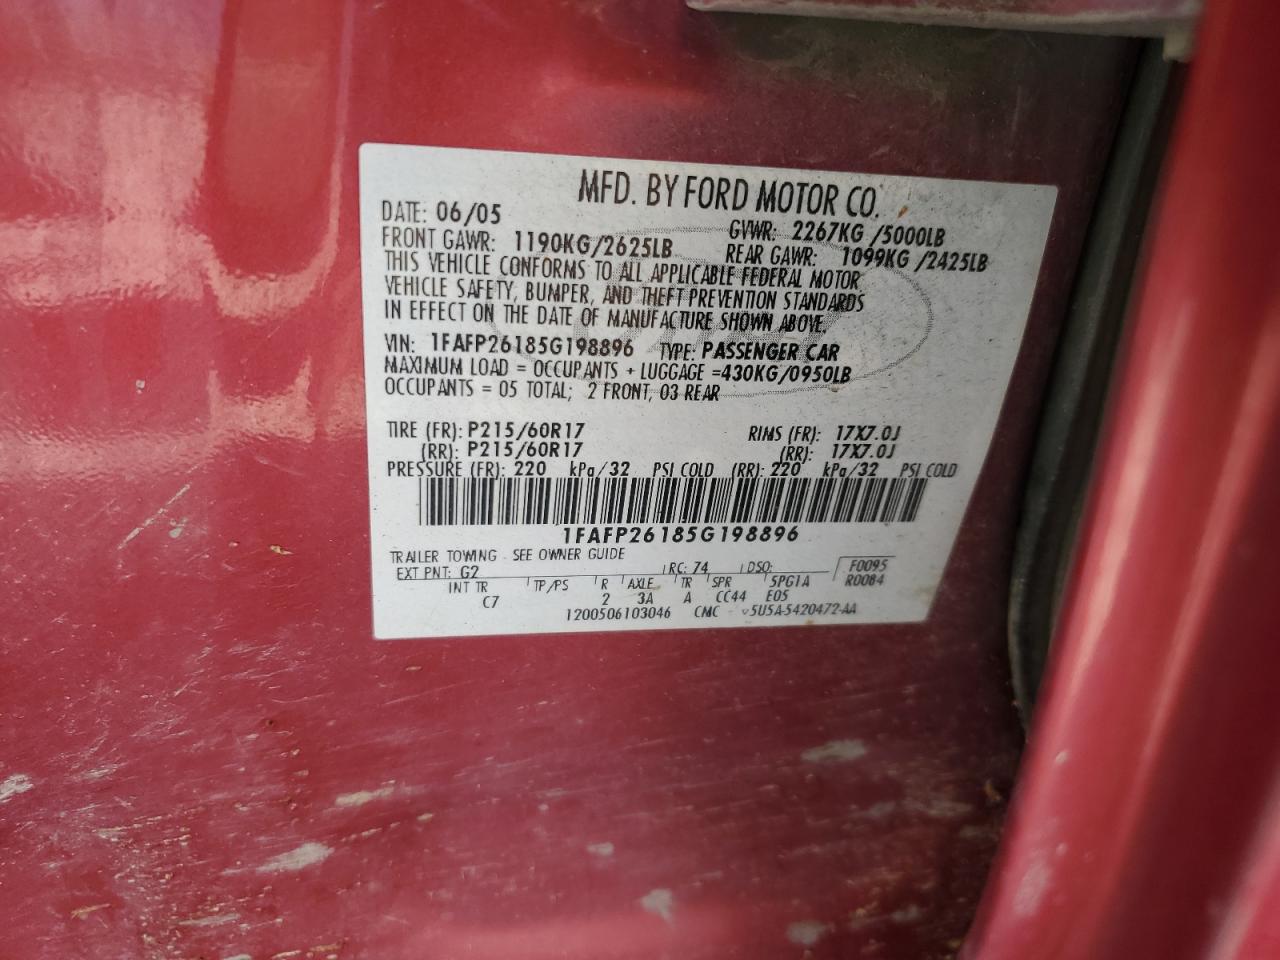 MFD. BY FORD MOTOR CO.
DATE: 06/05 GVWR: 2267KG /5000LB
FRONT GAWR: 1190KG/2625LB REAR GAWR: 1099KG /2425LB
THIS VEHICLE CONFORMS TO ALL APPLICABLE FEDERAL MOTOR
VEHICLE SAFETY, BUMPER, AND THEFT PREVENTION STANDARDS
IN EFFECT ON THE DATE OF MANUFACTURE SHOWN ABOVE.
VIN: 1FAFP26185G198896 TYPE: PASSENGER CAR
MAXIMUM LOAD = OCCUPANTS + LUGGAGE =430KG/0950LB
OCCUPANTS = 05 TOTAL; 2 FRONT, 03 REAR
TIRE (FR): P215/60R17 RIMS (FR): 17X7.0J
(RR): P215/60R17 (RR): 17X7.0J
PRESSURE (FR): 220 kPa/32 PSI COLD (RR): 220 kPa/32 PSI COLD
1FAFP26185G198896
TRAILER TOWING - SEE OWNER GUIDE
EXT PNT: G2 RC: 74 DSO: F0095
INT TR TP/PS R AXLE TR SPR 5PG1A R0084
C7 2 3A A CC44 E05
1200506103046 CMC v5U5A-5420472-AA